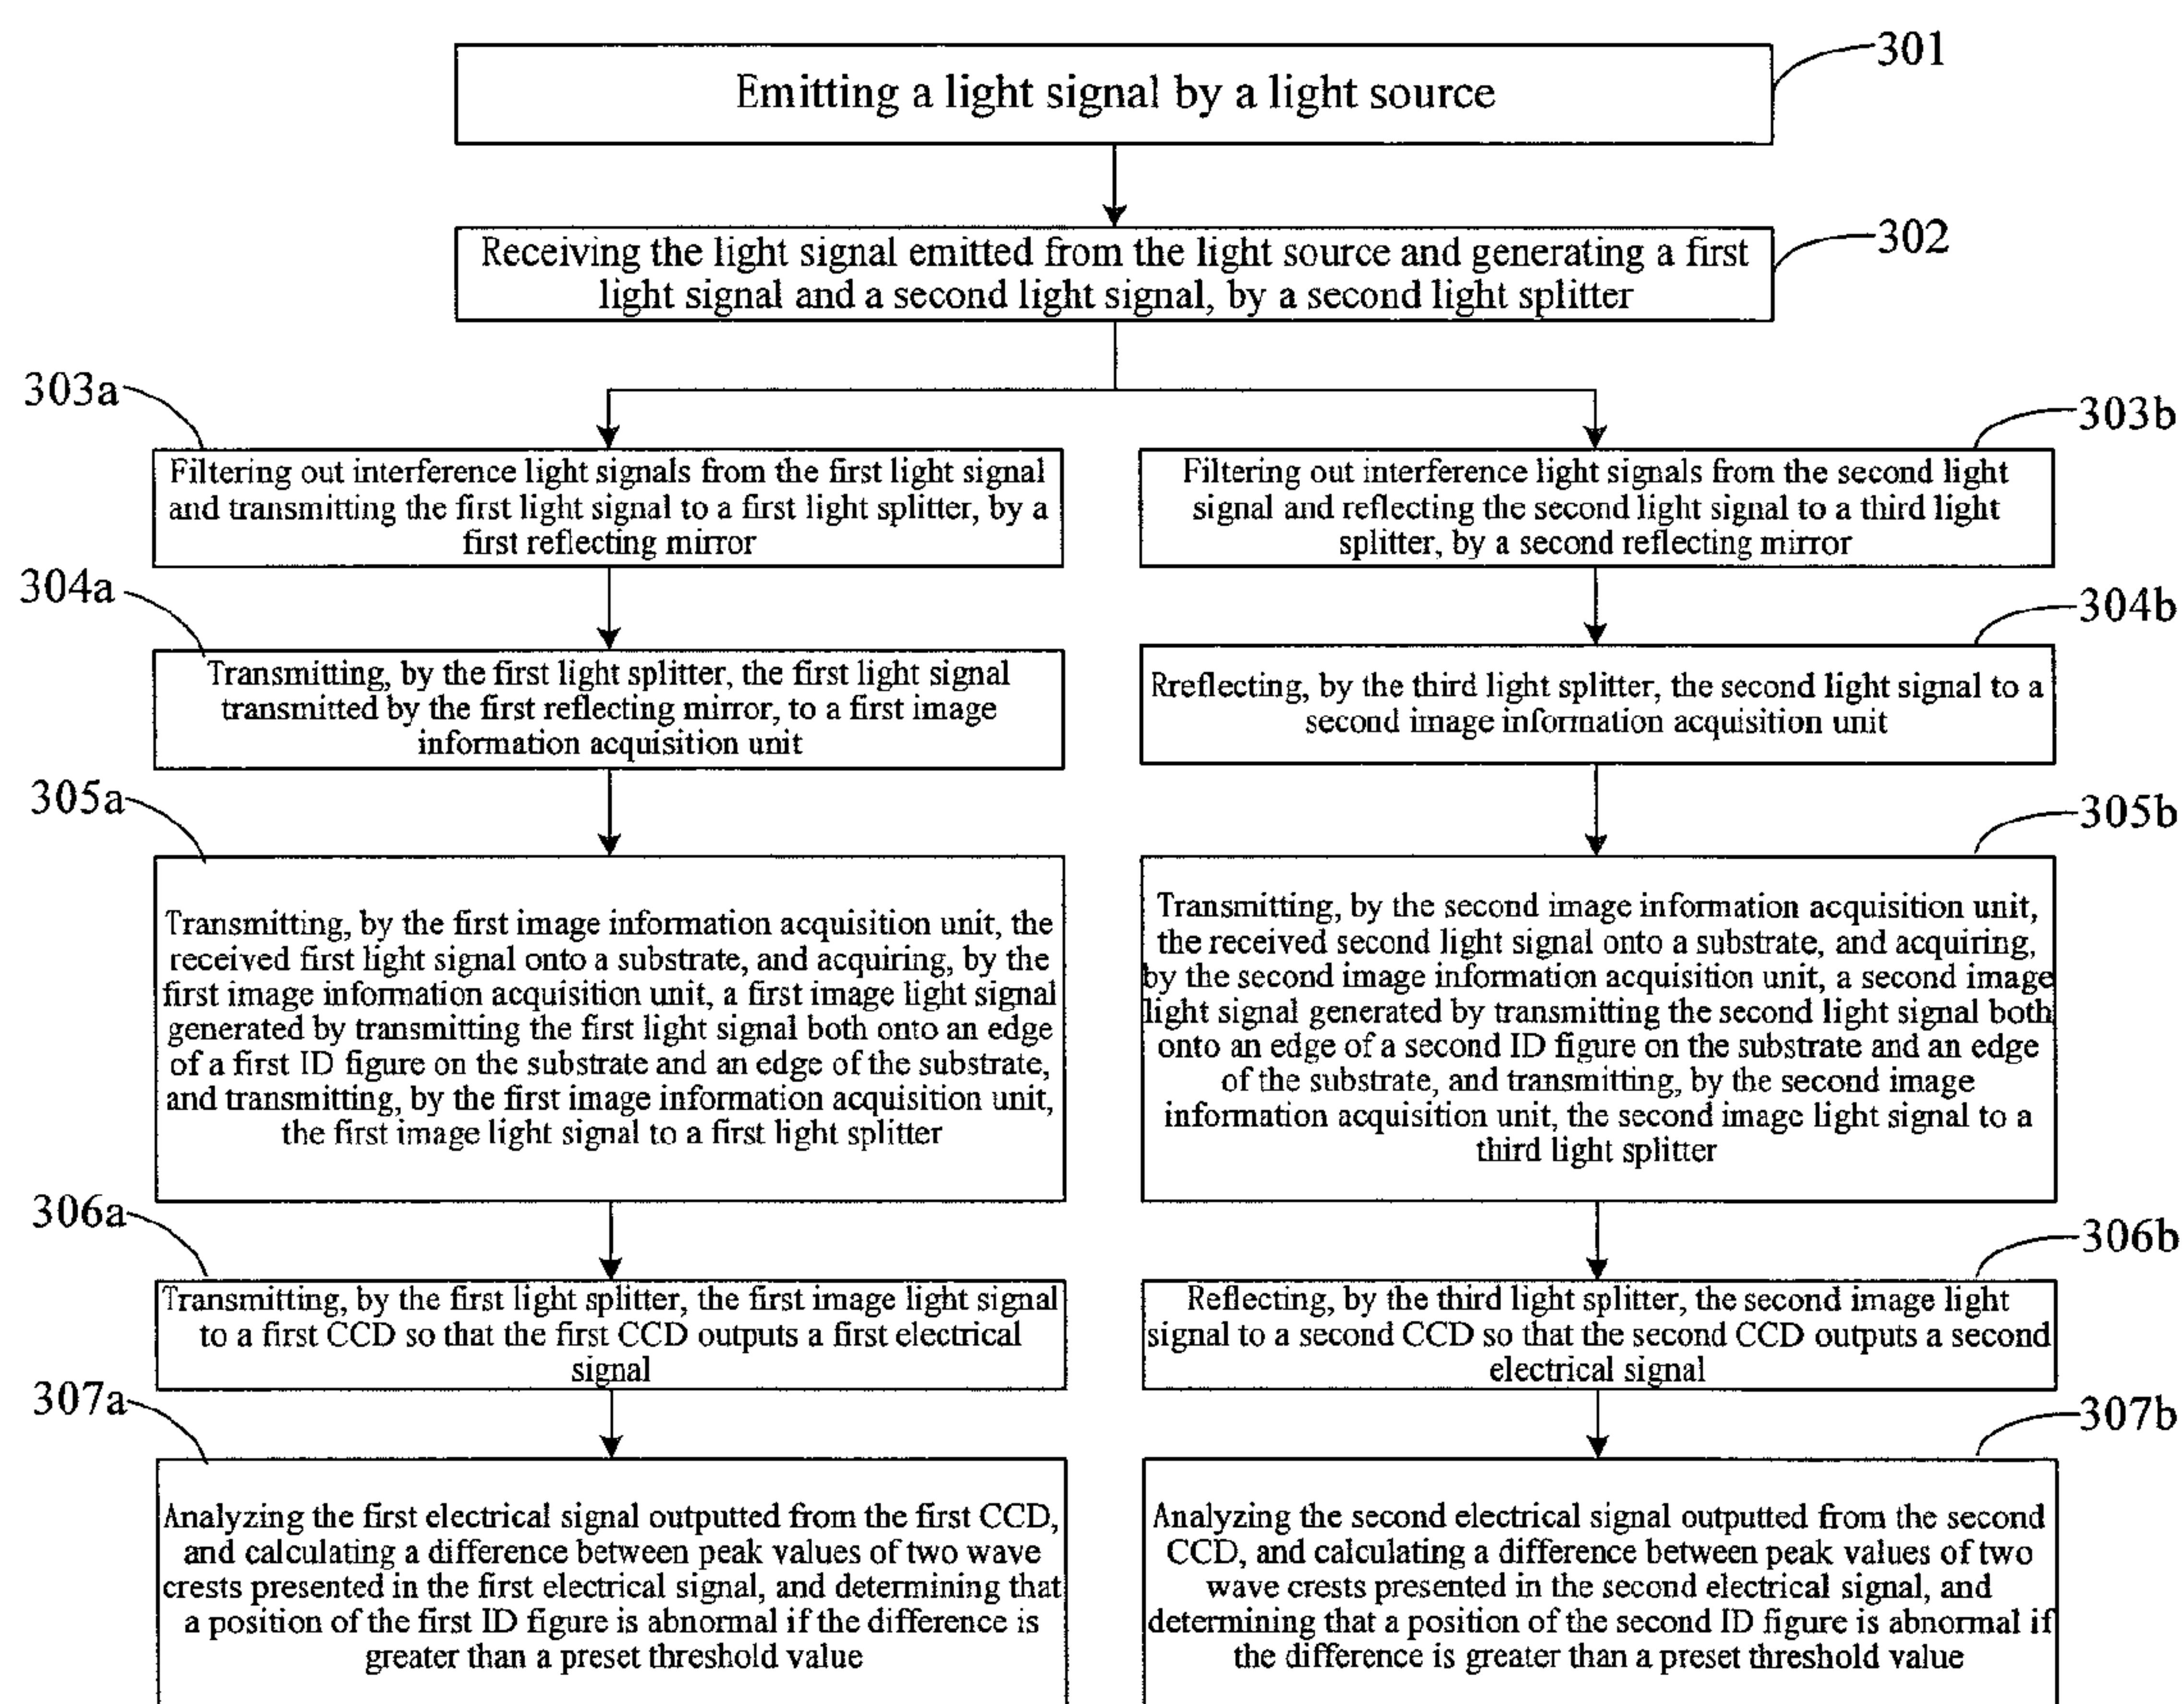 301
Emitting a light signal by a light source
302
Receiving the light signal emitted from the light source and generating a first
light signal and a second light signal, by a second light splitter
303a
Filtering out interference light signals from the first light signal
and transmitting the first light signal to a first light splitter, by a
first reflecting mirror
303b
Filtering out interference light signals from the second light
signal and reflecting the second light signal to a third light
splitter, by a second reflecting mirror
304a
Transmitting, by the first light splitter, the first light signal
transmitted by the first reflecting mirror, to a first image
information acquisition unit
304b
Rreflecting, by the third light splitter, the second light signal to a
second image information acquisition unit
305a
Transmitting, by the first image information acquisition unit, the
received first light signal onto a substrate, and acquiring, by the
first image information acquisition unit, a first image light signal
generated by transmitting the first light signal both onto an edge
of a first ID figure on the substrate and an edge of the substrate,
and transmitting, by the first image information acquisition unit,
the first image light signal to a first light splitter
305b
Transmitting, by the second image information acquisition unit,
the received second light signal onto a substrate, and acquiring,
by the second image information acquisition unit, a second image
light signal generated by transmitting the second light signal both
onto an edge of a second ID figure on the substrate and an edge
of the substrate, and transmitting, by the second image
information acquisition unit, the second image light signal to a
third light splitter
306a
Transmitting, by the first light splitter, the first image light signal
to a first CCD so that the first CCD outputs a first electrical
signal
306b
Reflecting, by the third light splitter, the second image light
signal to a second CCD so that the second CCD outputs a second
electrical signal
307a
Analyzing the first electrical signal outputted from the first CCD,
and calculating a difference between peak values of two wave
crests presented in the first electrical signal, and determining that
a position of the first ID figure is abnormal if the difference is
greater than a preset threshold value
307b
Analyzing the second electrical signal outputted from the second
CCD, and calculating a difference between peak values of two
wave crests presented in the second electrical signal, and
determining that a position of the second ID figure is abnormal if
the difference is greater than a preset threshold value